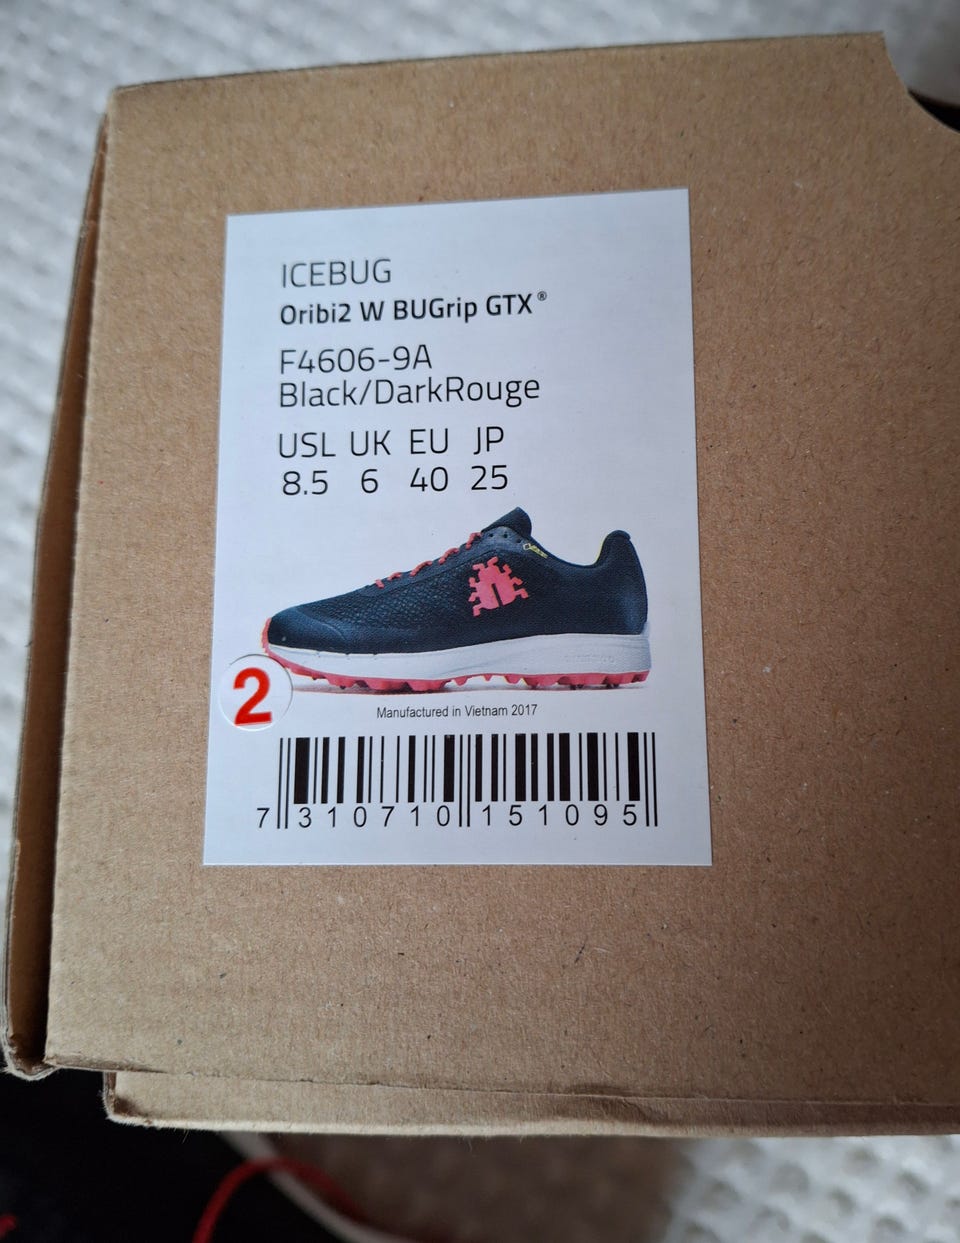 ICEBUG
Oribi2 W BUGrip GTX®
F4606-9A
Black/DarkRouge
USL UK EU JP
8.5 6 40 25
2
Manufactured in Vietnam 2017
7 310710 151095